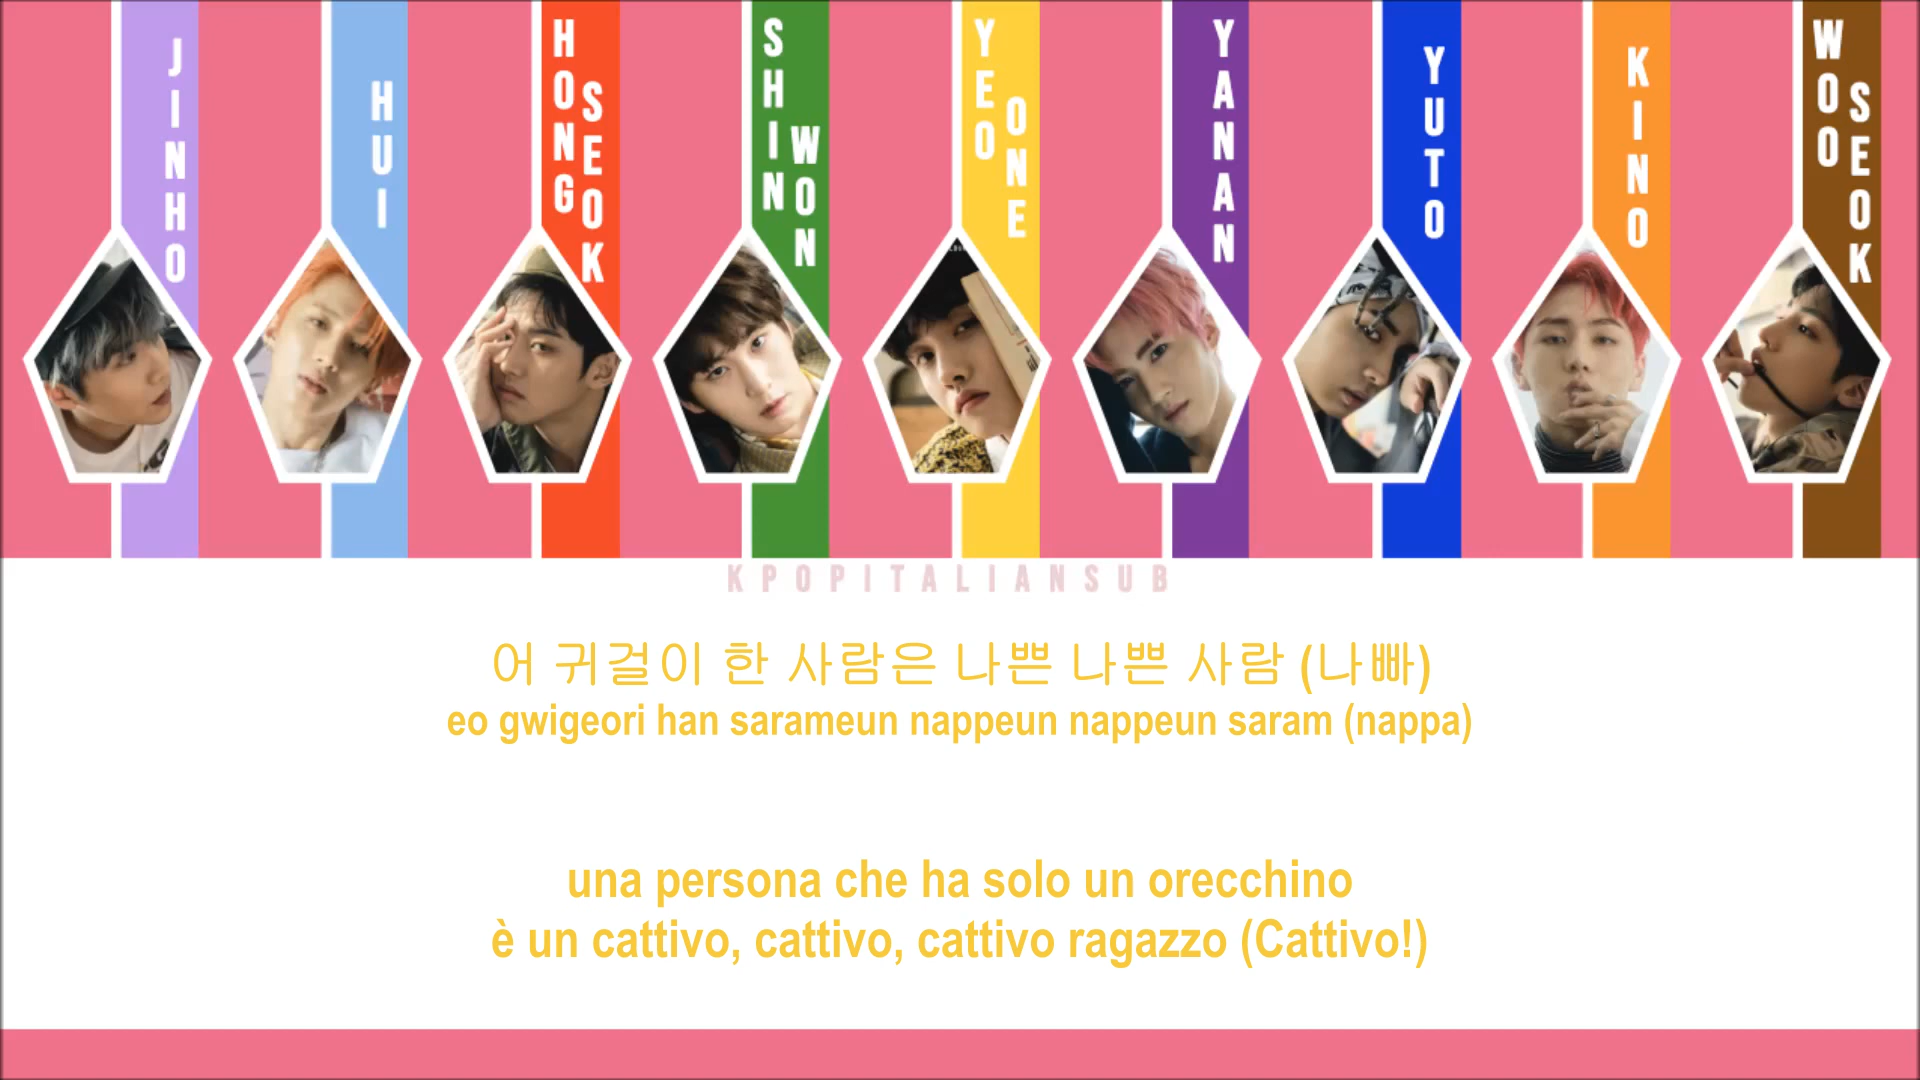 JINHO
HUI
HONG
SEOK
SHIN
WON
YEO
ONE
YANAN
YUTO
KINO
WOO
SEOK
KPOPITALIANSUB
어 귀걸이 한 사람은 나쁜 나쁜 사람 (나빠)
eo gwigeori han sarameun nappeun nappeun saram (nappa)
una persona che ha solo un orecchino
è un cattivo, cattivo, cattivo ragazzo (Cattivo!)